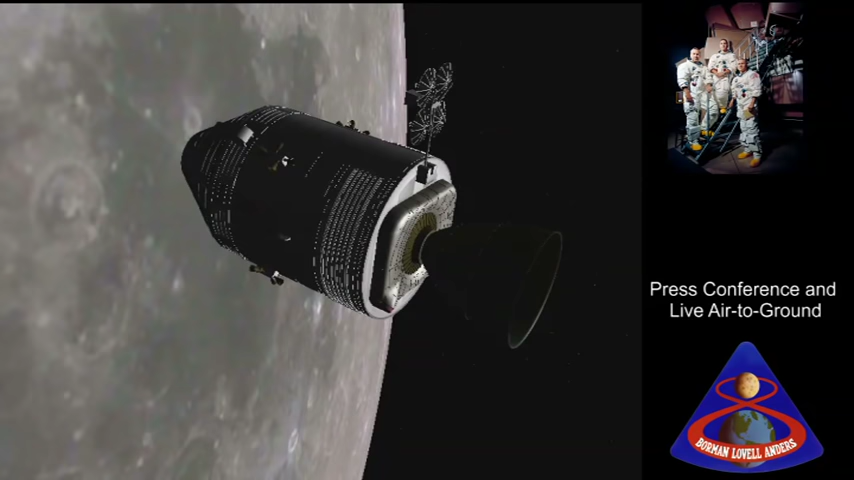 Press Conference and
Live Air-to-Ground
BORMAN LOVELL ANDERS